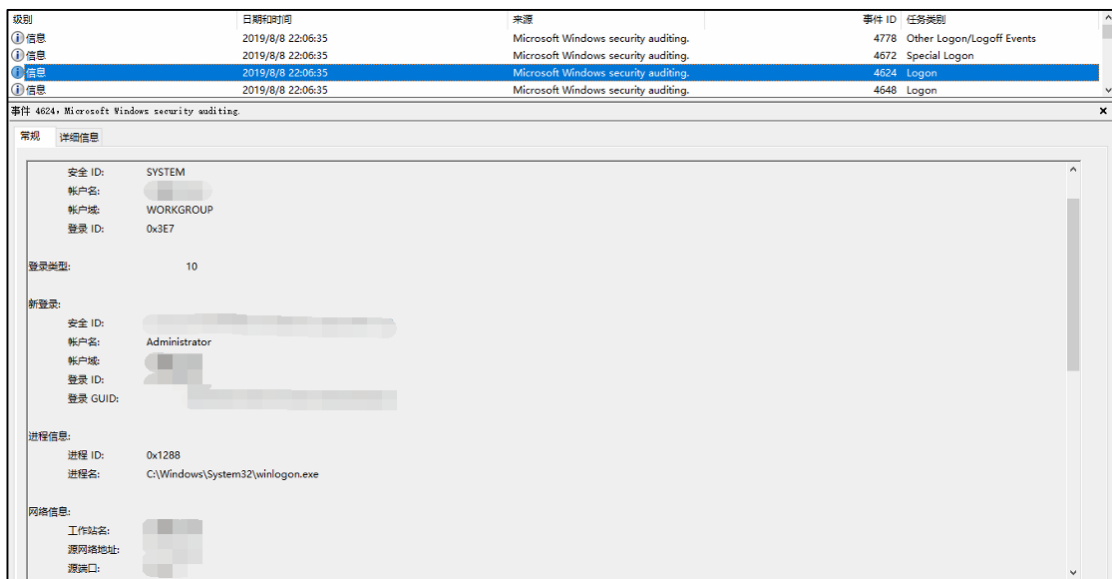 级别 日期和时间 来源 事件 ID 任务类别
信息 2019/8/8 22:06:35 Microsoft Windows security auditing. 4778 Other Logon/Logoff Events
信息 2019/8/8 22:06:35 Microsoft Windows security auditing. 4672 Special Logon
信息 2019/8/8 22:06:35 Microsoft Windows security auditing. 4624 Logon
信息 2019/8/8 22:06:35 Microsoft Windows security auditing. 4648 Logon
事件 4624，Microsoft Windows security auditing.
常规 详细信息
安全 ID: SYSTEM
帐户名:
帐户域: WORKGROUP
登录 ID: 0x3E7
登录类型: 10
新登录:
安全 ID:
帐户名: Administrator
帐户域:
登录 ID:
登录 GUID:
进程信息:
进程 ID: 0x1288
进程名: C:\Windows\System32\winlogon.exe
网络信息:
工作站名:
源网络地址:
源端口: